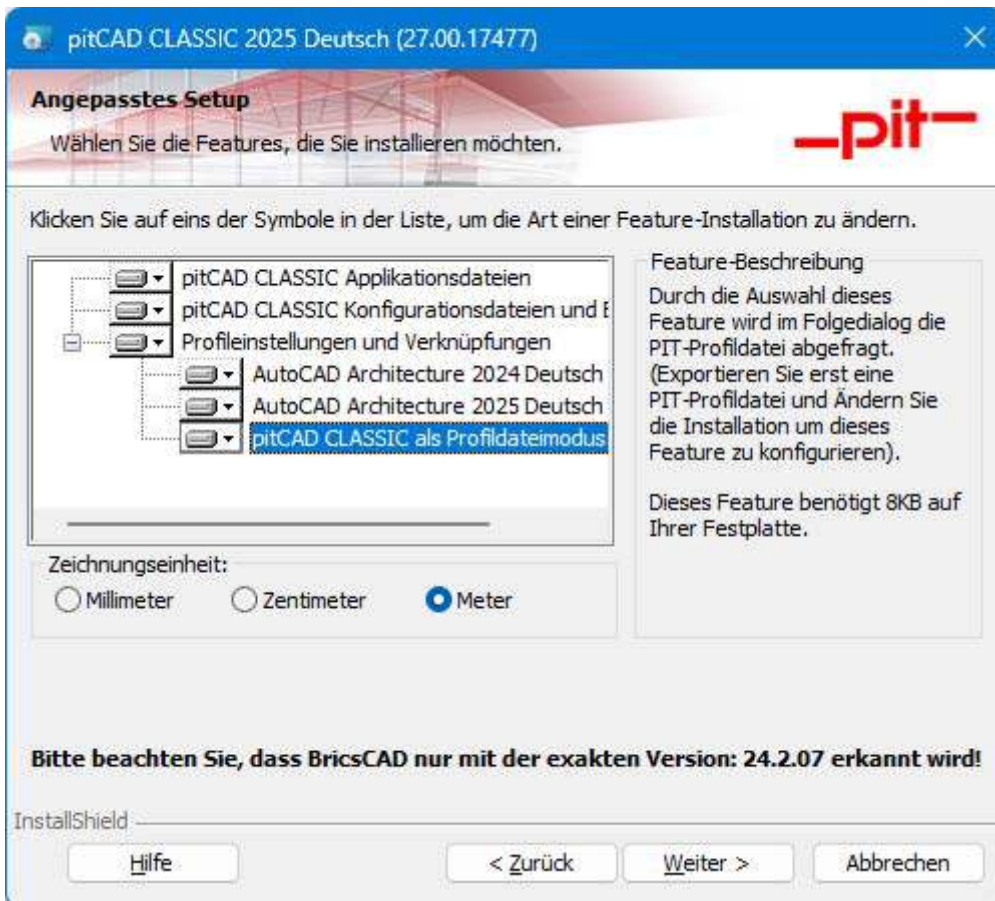 pitCAD CLASSIC 2025 Deutsch (27.00.17477)
Angepasstes Setup
Wählen Sie die Features, die Sie installieren möchten.
pit
Klicken Sie auf eins der Symbole in der Liste, um die Art einer Feature-Installation zu ändern.
pitCAD CLASSIC Applikationsdateien
pitCAD CLASSIC Konfigurationsdateien und
Profileinstellungen und Verknüpfungen
AutoCAD Architecture 2024 Deutsch
AutoCAD Architecture 2025 Deutsch
pitCAD CLASSIC als Profildateimodus
Feature-Beschreibung
Durch die Auswahl dieses
Feature wird im Folgedialog die
PIT-Profildatei abgefragt.
(Exportieren Sie erst eine
PIT-Profildatei und Ändern Sie
die Installation um dieses
Feature zu konfigurieren).
Dieses Feature benötigt 8KB auf
Ihrer Festplatte.
Zeichnungseinheit:
Millimeter Zentimeter Meter
Bitte beachten Sie, dass BricsCAD nur mit der exakten Version: 24.2.07 erkannt wird!
InstallShield
Hilfe < Zurück Weiter > Abbrechen